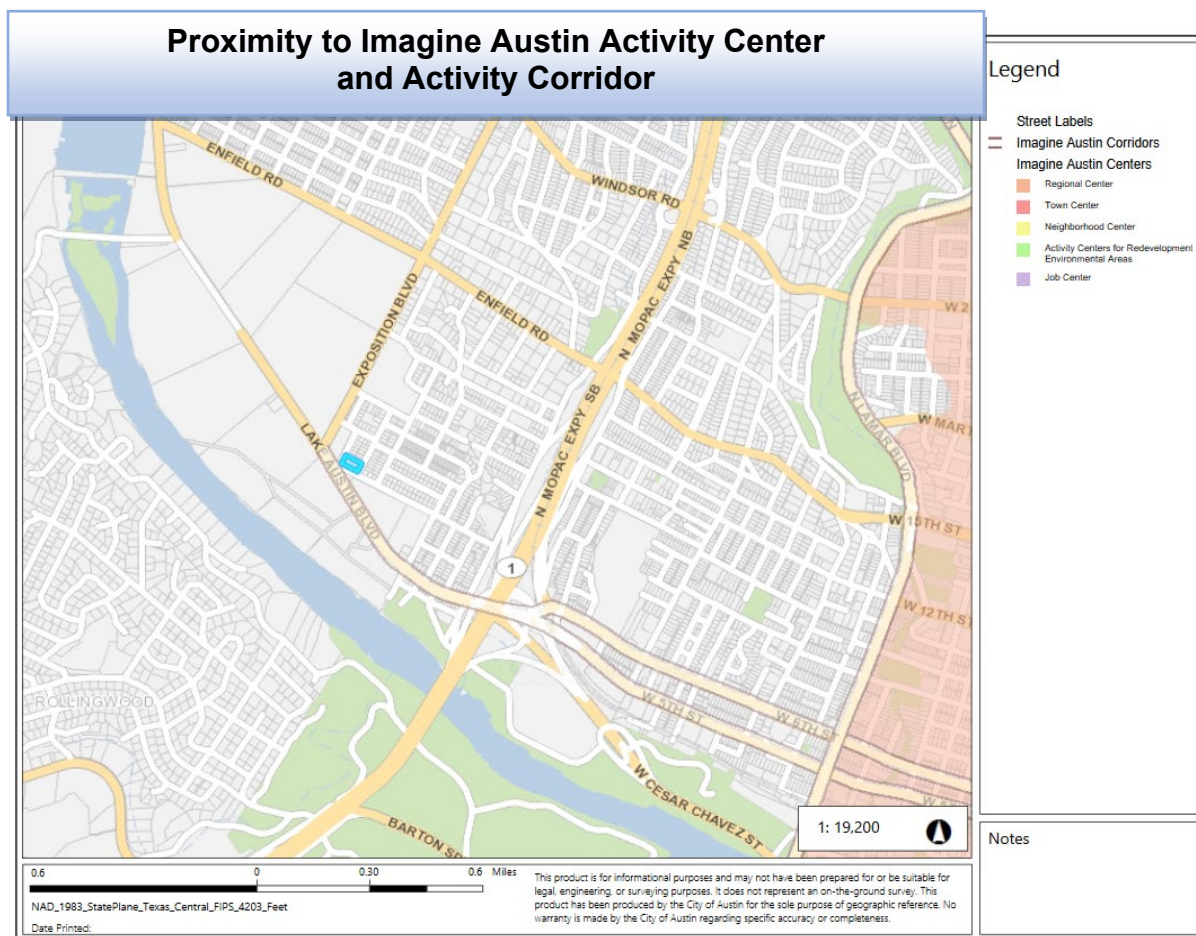 Proximity to Imagine Austin Activity Center
and Activity Corridor
Legend
Street Labels
Imagine Austin Corridors
Imagine Austin Centers
Regional Center
Town Center
Neighborhood Center
Activity Centers for Redevelopment
Environmental Areas
Job Center
ENFIELD RD
WINDSOR RD
N MOPAC EXPY NB
EXPOSITION BLVD
ENFIELD RD
W 2
N LAMAR BLVD
W MART
N MOPAC EXPY SB
LAKE AUSTIN BLVD
W 15TH ST
1
W 12TH ST
ROLLINGWOOD
W 5TH ST
W 6TH ST
W CESAR CHAVEZ ST
BARTON S
1: 19,200
Notes
0.6 0 0.30 0.6 Miles
NAD_1983_StatePlane_Texas_Central_FIPS_4203_Feet
Date Printed:
This product is for informational purposes and may not have been prepared for or be suitable for
legal, engineering, or surveying purposes. It does not represent an on-the-ground survey. This
product has been produced by the City of Austin for the sole purpose of geographic reference. No
warranty is made by the City of Austin regarding specific accuracy or completeness.